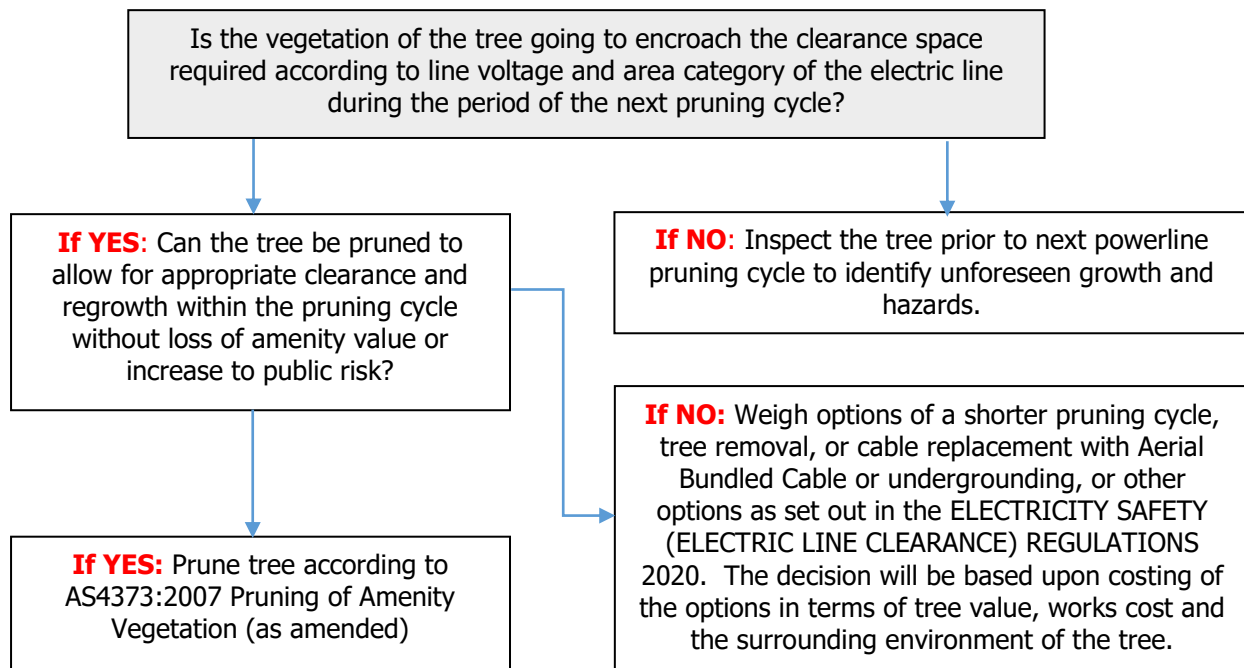 Is the vegetation of the tree going to encroach the clearance space
required according to line voltage and area category of the electric line
during the period of the next pruning cycle?
If YES: Can the tree be pruned to
allow for appropriate clearance and
regrowth within the pruning cycle
without loss of amenity value or
increase to public risk?
If NO: Inspect the tree prior to next powerline
pruning cycle to identify unforeseen growth and
hazards.
If YES: Prune tree according to
AS4373:2007 Pruning of Amenity
Vegetation (as amended)
If NO: Weigh options of a shorter pruning cycle,
tree removal, or cable replacement with Aerial
Bundled Cable or undergrounding, or other
options as set out in the ELECTRICITY SAFETY
(ELECTRIC LINE CLEARANCE) REGULATIONS
2020.  The decision will be based upon costing of
the options in terms of tree value, works cost and
the surrounding environment of the tree.